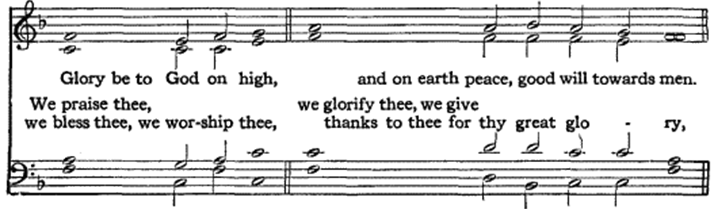 Glory be to God on high, and on earth peace, good will towards men.
We praise thee, we glorify thee, we give
we bless thee, we wor-ship thee, thanks to thee for thy great glo - ry,